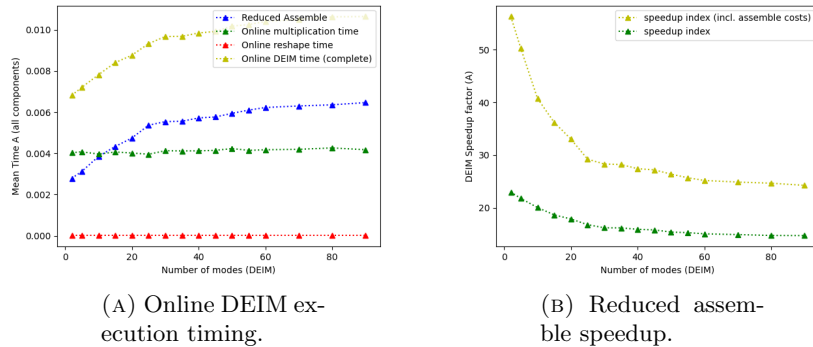 0.010
0.008
0.006
0.004
0.002
0.000
Mean Time A (all components)
0
20
40
60
80
Number of modes (DEIM)
Reduced Assemble
Online multiplication time
Online reshape time
Online DEIM time (complete)
(A) Online DEIM ex-
ecution timing.
50
40
30
20
DEIM Speedup factor (A)
0
20
40
60
80
Number of modes (DEIM)
speedup index (incl. assemble costs)
speedup index
(B) Reduced assem-
ble speedup.